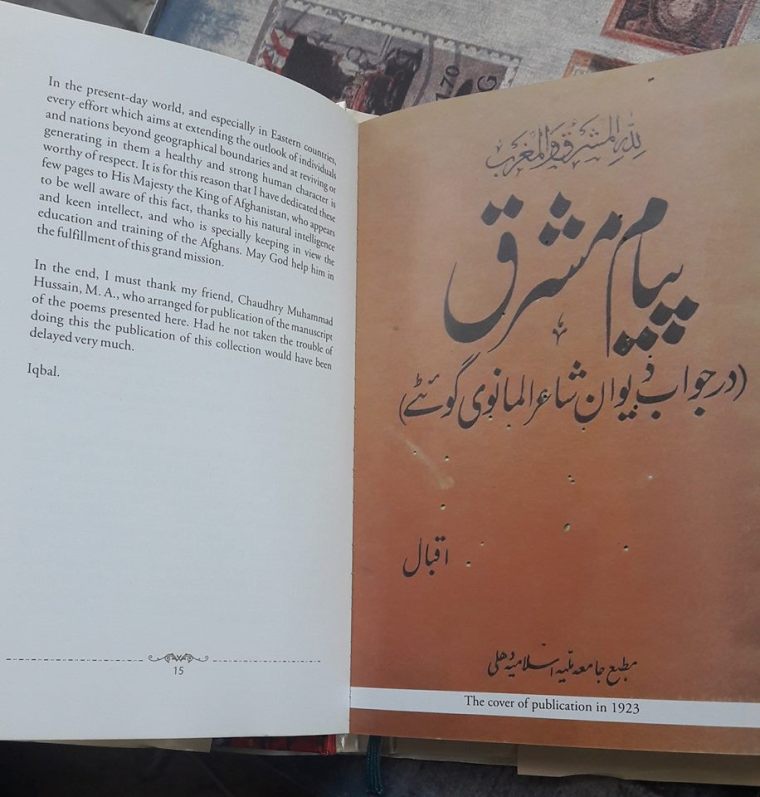 In the present-day world, and especially in Eastern countries,
every effort which aims at extending the outlook of individuals
and nations beyond geographical boundaries and at reviving or
generating in them a healthy and strong human character is
worthy of respect. It is for this reason that I have dedicated these
few pages to His Majesty the King of Afghanistan, who appears
to be well aware of this fact, thanks to his natural intelligence
and keen intellect, and who is specially keeping in view the
education and training of the Afghans. May God help him in
the fulfillment of this grand mission.
In the end, I must thank my friend, Chaudhry Muhammad
Hussain, M. A., who arranged for publication of the manuscript
of the poems presented here. Had he not taken the trouble of
doing this the publication of this collection would have been
delayed very much.
Iqbal.
15
لِلّٰهِ الْمَشْرِقُ وَالْمَغْرِب
پیام مشرق
(در جواب دیوان شاعر المانوی گوئٹے)
اقبال
مطبع جامعہ ملیہ اسلامیہ دهلی
The cover of publication in 1923